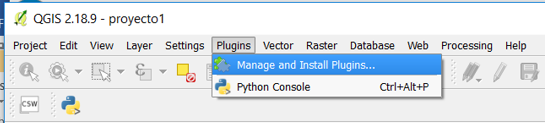 QGIS 2.18.9 - proyecto1
Project Edit View Layer Settings Plugins Vector Raster Database Web Processing Help
Manage and Install Plugins...
Python Console Ctrl+Alt+P
CSW